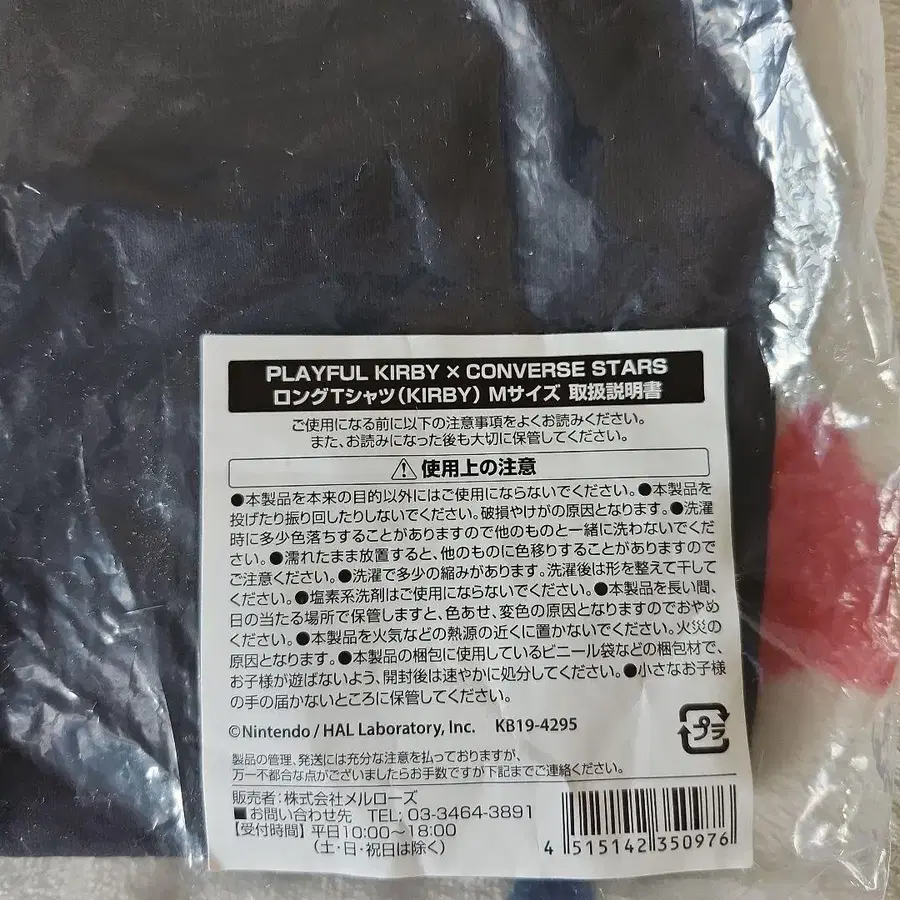 PLAYFUL KIRBY × CONVERSE STARS
ロングTシャツ(KIRBY) Mサイズ 取扱説明書
ご使用になる前に以下の注意事項をよくお読みください。
また、お読みになった後も大切に保管してください。
⚠使用上の注意
●本製品を本来の目的以外にはご使用にならないでください。●本製品を
投げたり振り回したりしないでください。破損やけがの原因となります。●洗濯
時に多少色落ちすることがありますので他のものと一緒に洗わないでくだ
さい。●濡れたまま放置すると、他のものに色移りすることがありますので
ご注意ください。●洗濯で多少の縮みがあります。洗濯後は形を整えて干して
ください。●塩素系洗剤はご使用にならないでください。●本製品を長い間、
日の当たる場所で保管しますと、色あせ、変色の原因となりますのでおやめ
ください。●本製品を火気などの熱源の近くに置かないでください。火災の
原因となります。●本製品の梱包に使用しているビニール袋などの梱包材で、
お子様が遊ばないよう、開封後は速やかに処分してください。●小さなお子様
の手の届かないところに保管してください。
©Nintendo / HAL Laboratory, Inc. KB19-4295
プラ
製品の管理、発送には充分な注意を払っておりますが、
万一不都合な点がございましたらお手数ですが下記までご連絡ください。
販売者:株式会社メルローズ
■お問い合わせ先 TEL; 03-3464-3891
【受付時間】平日10:00〜18:00
(土・日・祝日は除く)
4 515142 350976